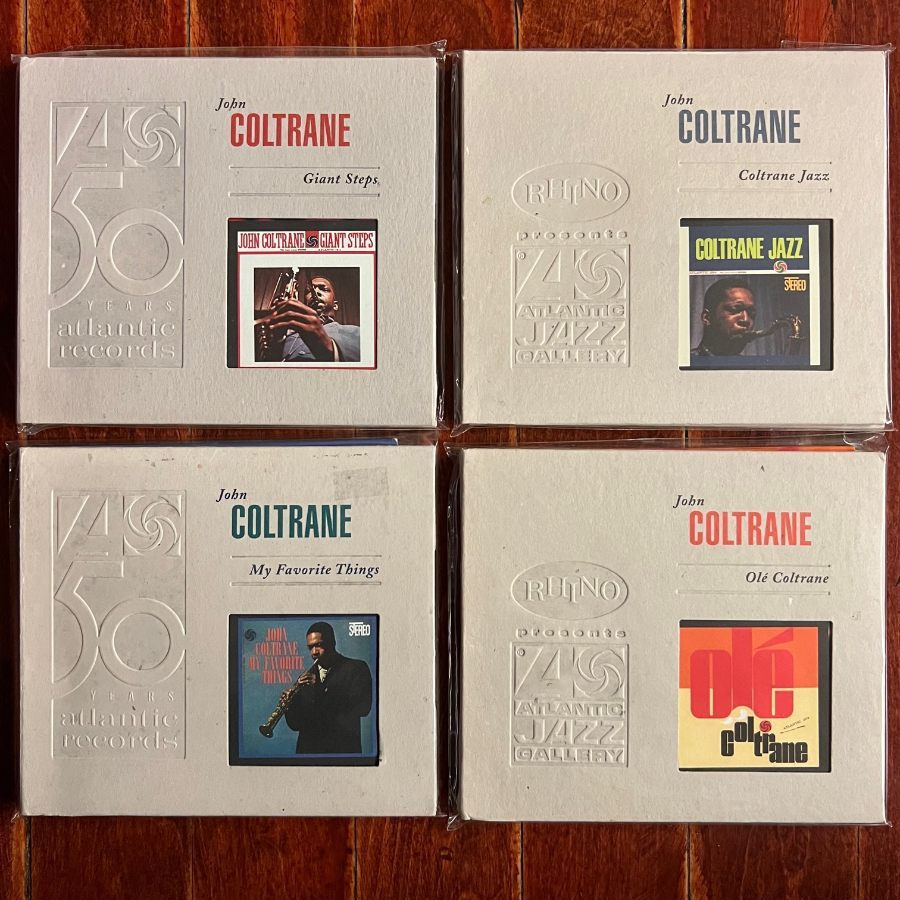 John
COLTRANE
Giant Steps
JOHN COLTRANE GIANT STEPS
50
YEARS
atlantic
records
John
COLTRANE
Coltrane Jazz
RHINO
presents
ATLANTIC
JAZZ
GALLERY
COLTRANE JAZZ
STEREO
John
COLTRANE
My Favorite Things
50
YEARS
atlantic
records
STEREO
JOHN
COLTRANE
MY FAVORITE
THINGS
John
COLTRANE
Olé Coltrane
RHINO
presents
ATLANTIC
JAZZ
GALLERY
olé
coltrane